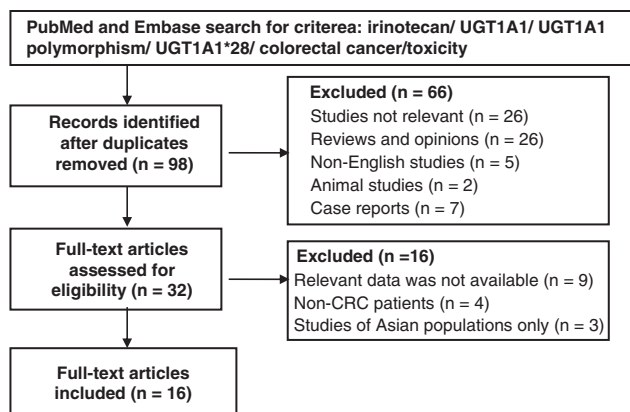 PubMed and Embase search for criterea: irinotecan/ UGT1A1/ UGT1A1
polymorphism/ UGT1A1*28/ colorectal cancer/toxicity
Records identified
after duplicates
removed (n = 98)
Excluded (n = 66)
Studies not relevant (n = 26)
Reviews and opinions (n = 26)
Non-English studies (n = 5)
Animal studies (n = 2)
Case reports (n = 7)
Full-text articles
assessed for
eligibility (n = 32)
Excluded (n =16)
Relevant data was not available (n = 9)
Non-CRC patients (n = 4)
Studies of Asian populations only (n = 3)
Full-text articles
included (n = 16)